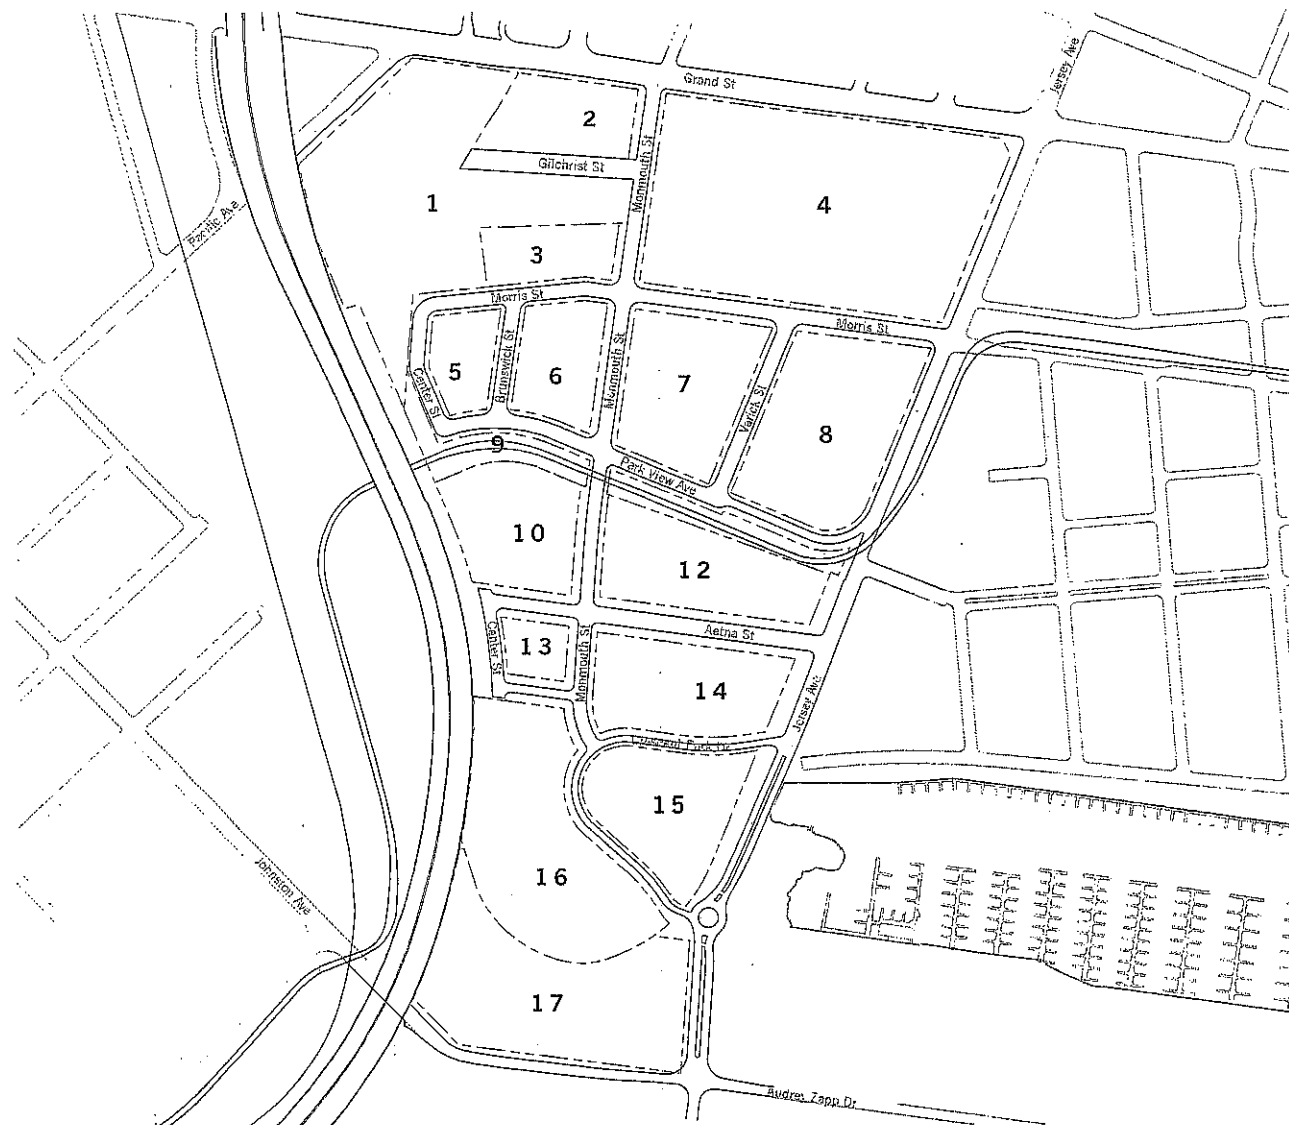 Grand St
Jersey Ave
2
Gilchrist St
Monmouth St
1
4
Pacific Ave
3
Morris St
Morris St
Brunswick St
Monmouth St
5
6
7
Center St
Varick St
8
9
Park View Ave
10
12
Aetna St
Center St
13
Monmouth St
14
Jersey Ave
15
Johnston Ave
16
17
Audrey Zapp Dr